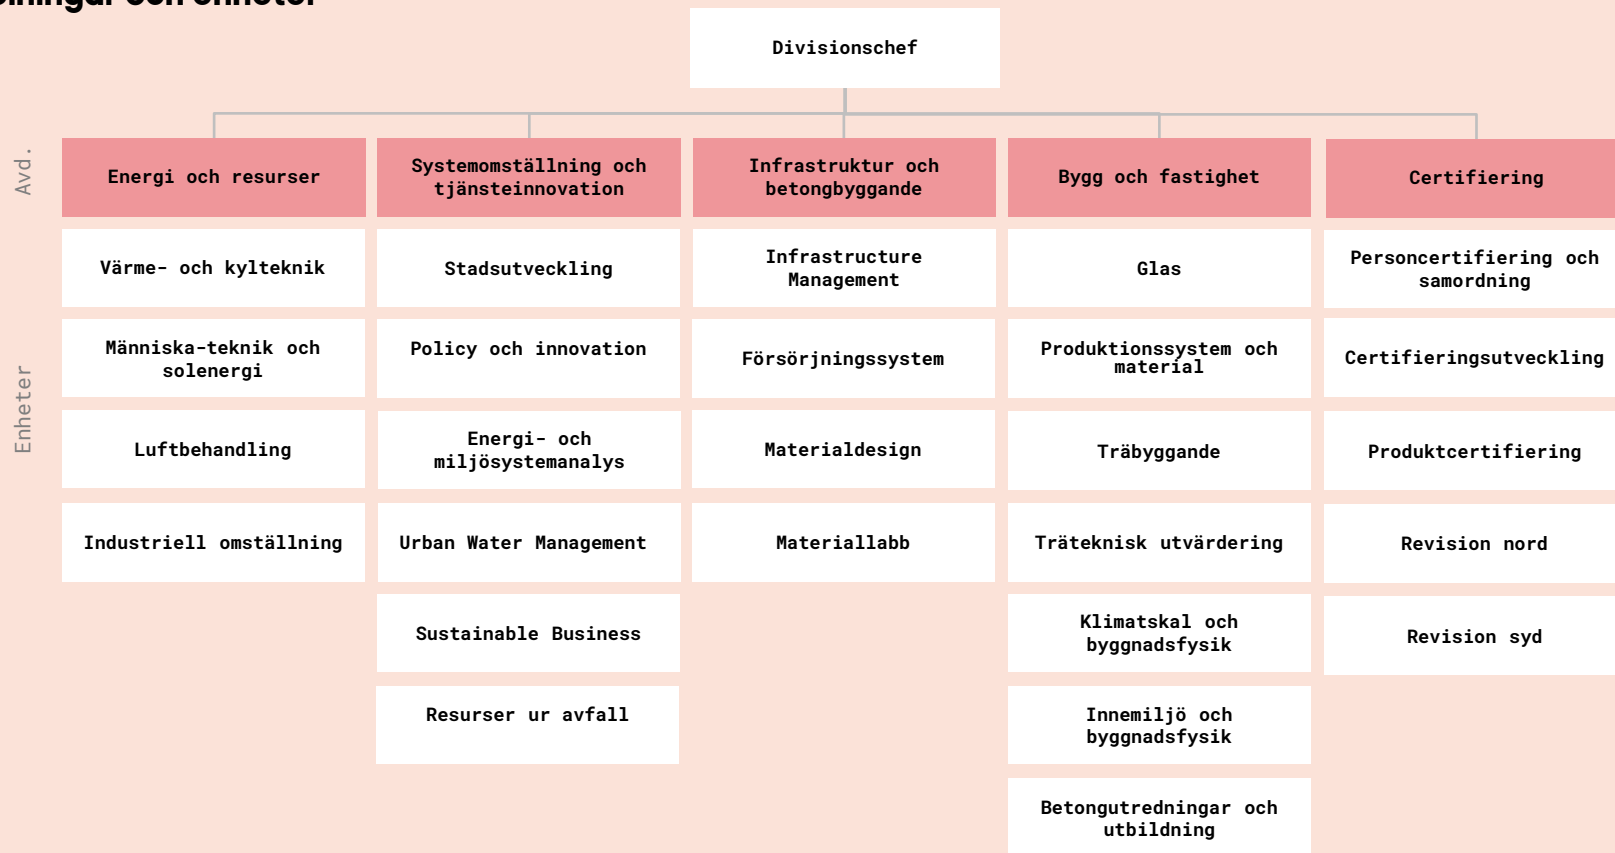 och enheter
Divisionschef
Avd.
Energi och resurser
Systemomställning och
tjänsteinnovation
Infrastruktur och
betongbyggande
Bygg och fastighet
Certifiering
Enheter
Värme- och kylteknik
Människa-teknik och
solenergi
Luftbehandling
Industriell omställning
Stadsutveckling
Policy och innovation
Energi- och
miljösystemanalys
Urban Water Management
Sustainable Business
Resurser ur avfall
Infrastructure
Management
Försörjningssystem
Materialdesign
Materiallabb
Glas
Produktionssystem och
material
Träbyggande
Träteknisk utvärdering
Klimatskal och
byggnadsfysik
Innemiljö och
byggnadsfysik
Betongutredningar och
utbildning
Personcertifiering och
samordning
Certifieringsutveckling
Produktcertifiering
Revision nord
Revision syd